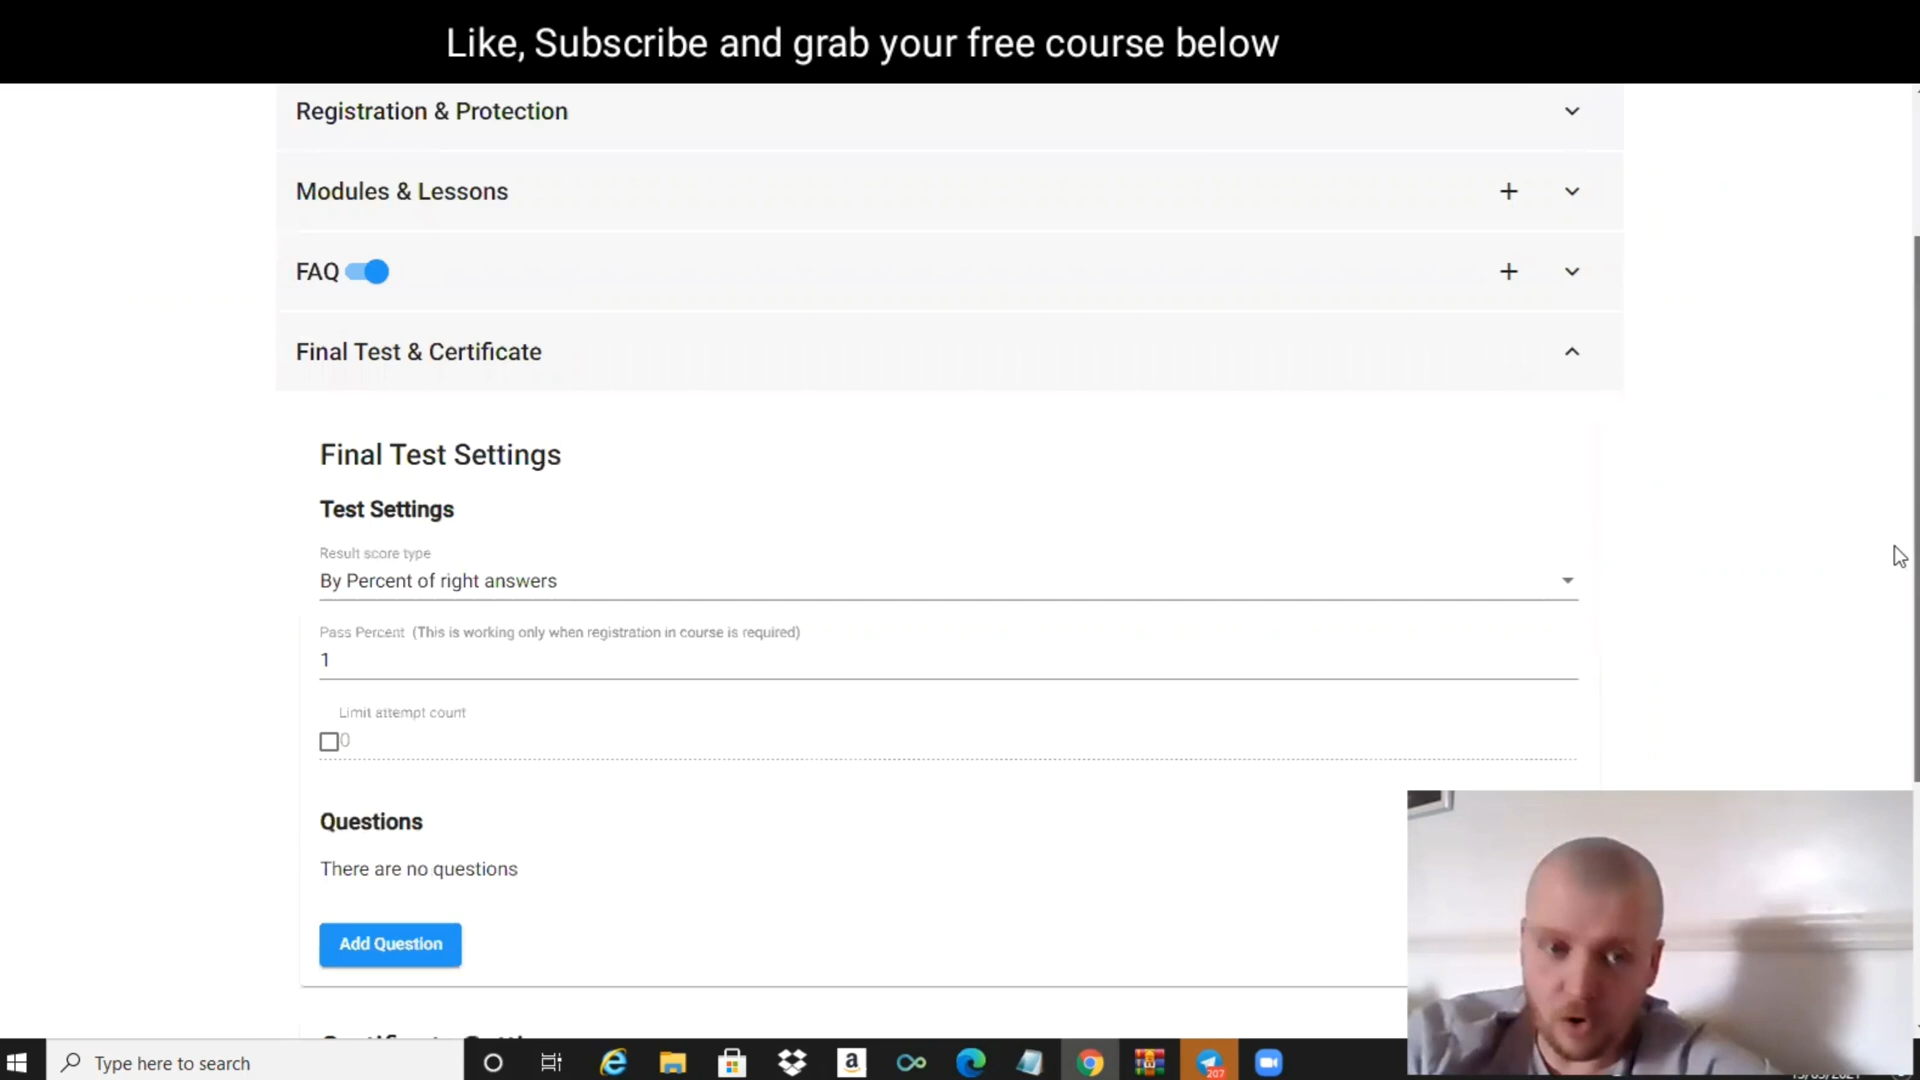 Like, Subscribe and grab your free course below
Registration & Protection
Modules & Lessons
FAQ
Final Test & Certificate
Final Test Settings
Test Settings
Result score type
By Percent of right answers
Pass Percent (This is working only when registration in course is required)
1
Limit attempt count
0
Questions
There are no questions
Add Question
Type here to search
a
207